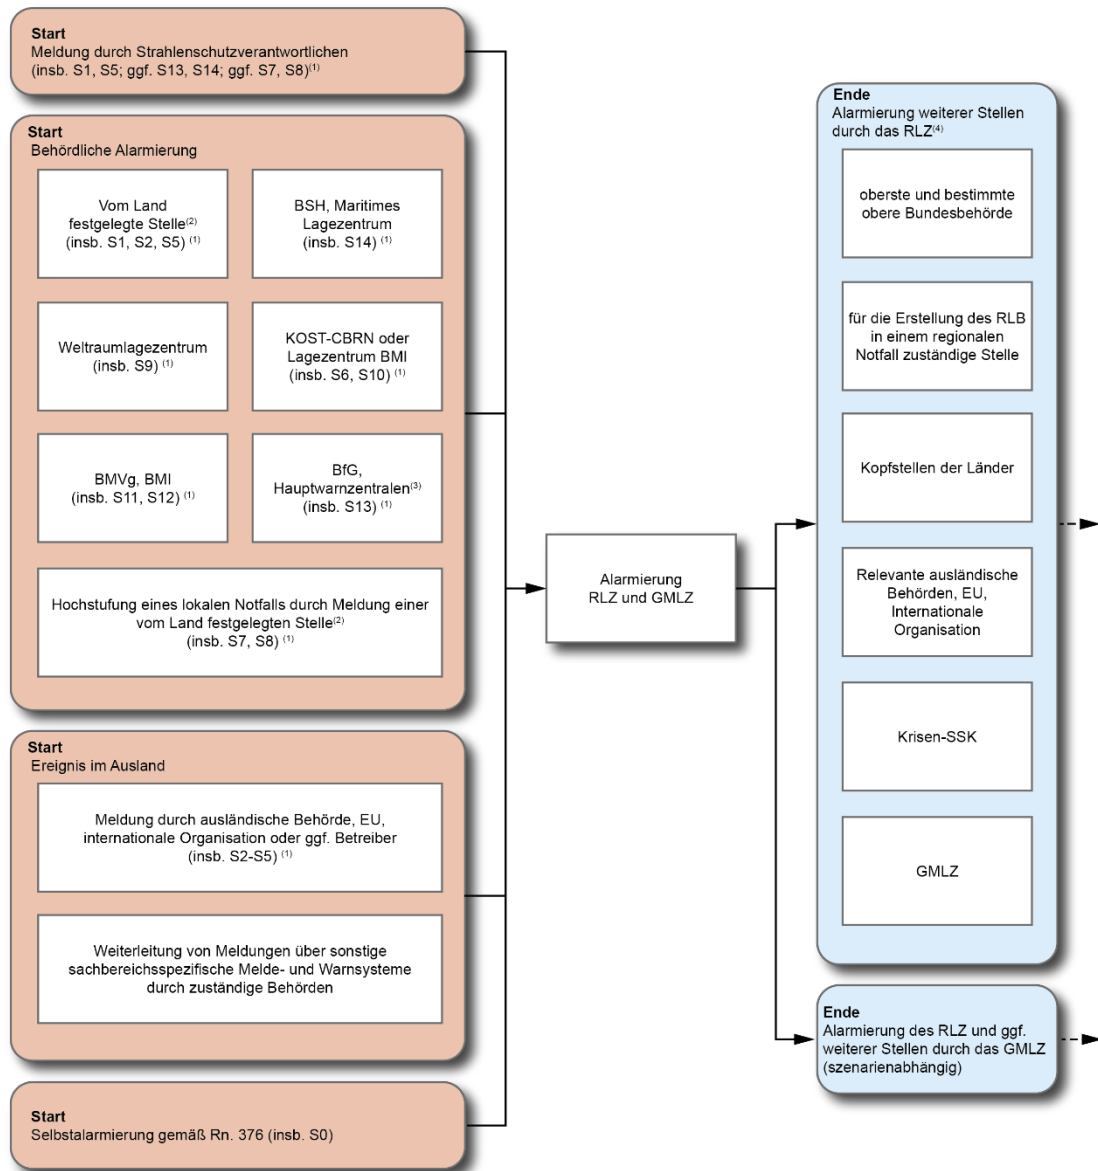 Start
Meldung durch Strahlenschutzverantwortlichen
(insb. S1, S5; ggf. S13, S14; ggf. S7, S8)(1)
Start
Behördliche Alarmierung
Vom Land
festgelegte Stelle(2)
(insb. S1, S2, S5) (1)
BSH, Maritimes
Lagezentrum
(insb. S14) (1)
Weltraumlagezentrum
(insb. S9) (1)
KOST-CBRN oder
Lagezentrum BMI
(insb. S6, S10) (1)
BMVg, BMI
(insb. S11, S12) (1)
BfG,
Hauptwarnzentralen(3)
(insb. S13) (1)
Hochstufung eines lokalen Notfalls durch Meldung einer
vom Land festgelegten Stelle(2)
(insb. S7, S8) (1)
Start
Ereignis im Ausland
Meldung durch ausländische Behörde, EU,
internationale Organisation oder ggf. Betreiber
(insb. S2-S5) (1)
Weiterleitung von Meldungen über sonstige
sachbereichsspezifische Melde- und Warnsysteme
durch zuständige Behörden
Start
Selbstalarmierung gemäß Rn. 376 (insb. S0)
Alarmierung
RLZ und GMLZ
Ende
Alarmierung weiterer Stellen
durch das RLZ(4)
oberste und bestimmte
obere Bundesbehörde
für die Erstellung des RLB
in einem regionalen
Notfall zuständige Stelle
Kopfstellen der Länder
Relevante ausländische
Behörden, EU,
Internationale
Organisation
Krisen-SSK
GMLZ
Ende
Alarmierung des RLZ und ggf.
weiterer Stellen durch das GMLZ
(szenarienabhängig)